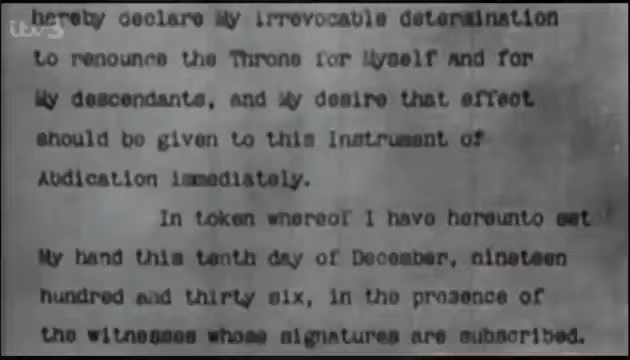 hereby declare My irrevocable determination
itv3
to renounce the Throne for Myself and for
My descendants, and My desire that effect
should be given to this Instrument of
Abdication immediately.
In token whereof I have hereunto set
My hand this tenth day of December, nineteen
hundred and thirty six, in the presence of
the witnesses whose signatures are subscribed.